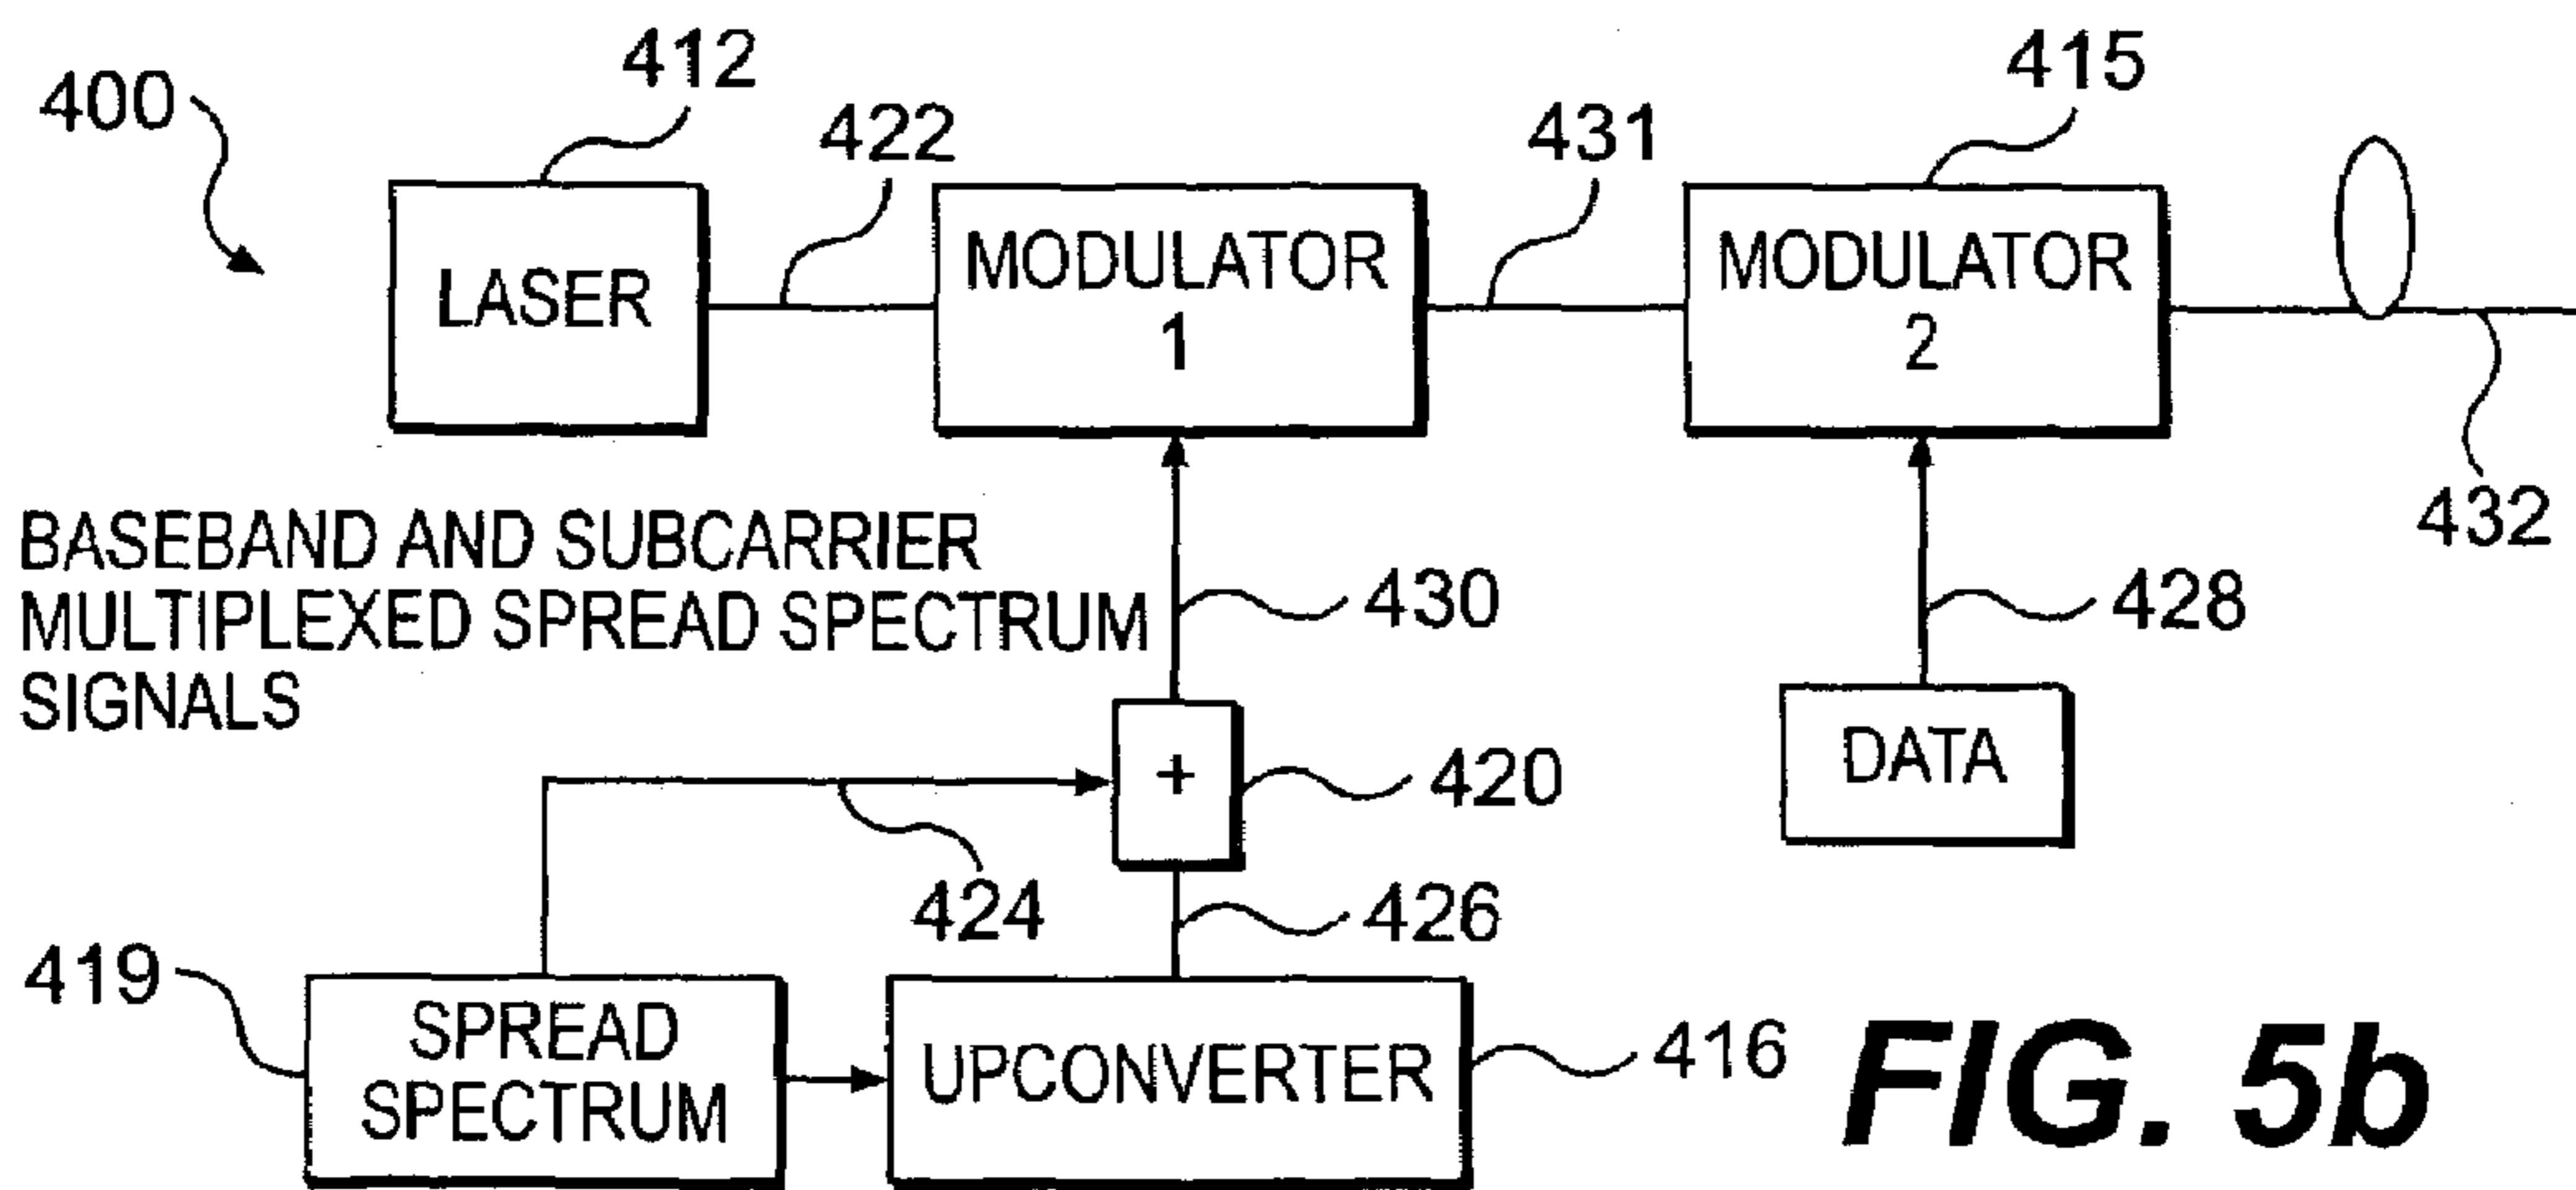 400
412
422
431
415
LASER
MODULATOR
1
MODULATOR
2
432
BASEBAND AND SUBCARRIER
MULTIPLEXED SPREAD SPECTRUM
SIGNALS
430
428
+
420
DATA
424
426
419
SPREAD
SPECTRUM
UPCONVERTER
416
FIG. 5b